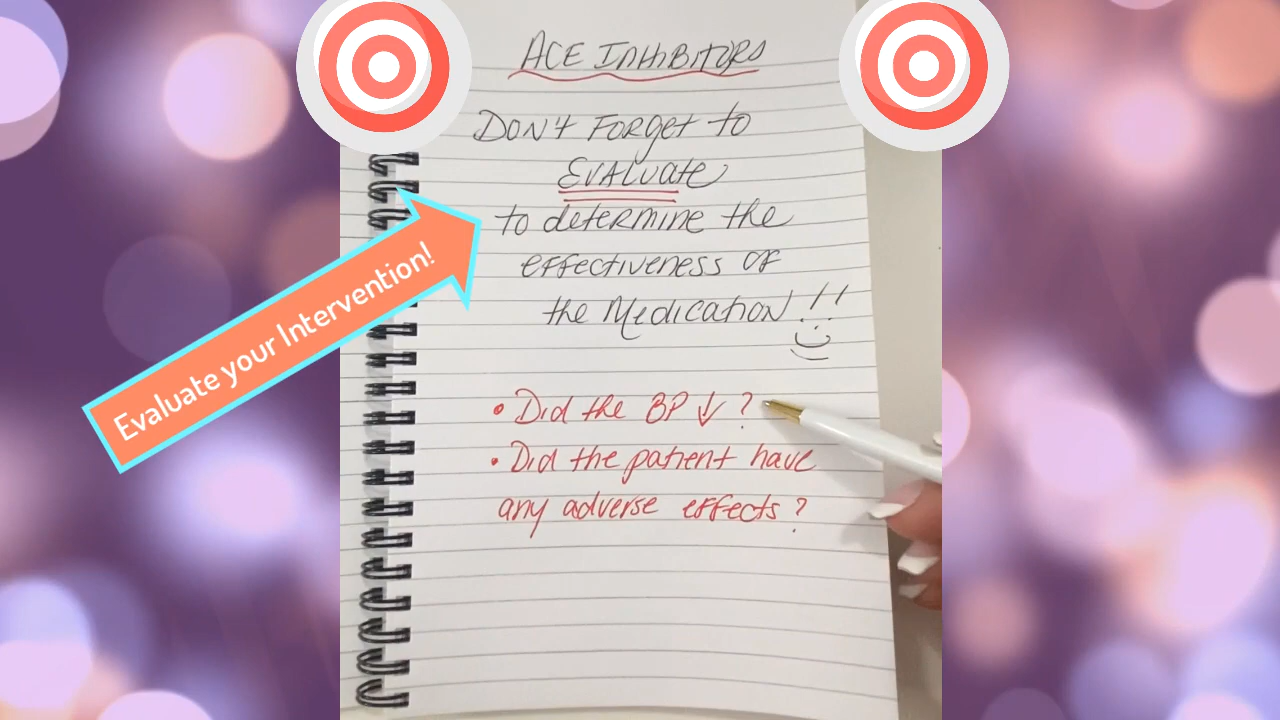 ACE INHIBITORS
DON't FORget to
EVALUate
to deteRMINE the
effectiveness of
the Medication!!!
• Did the BP ↓ ?
• Did the patient have
any adverse effects?
Evaluate your Intervention!